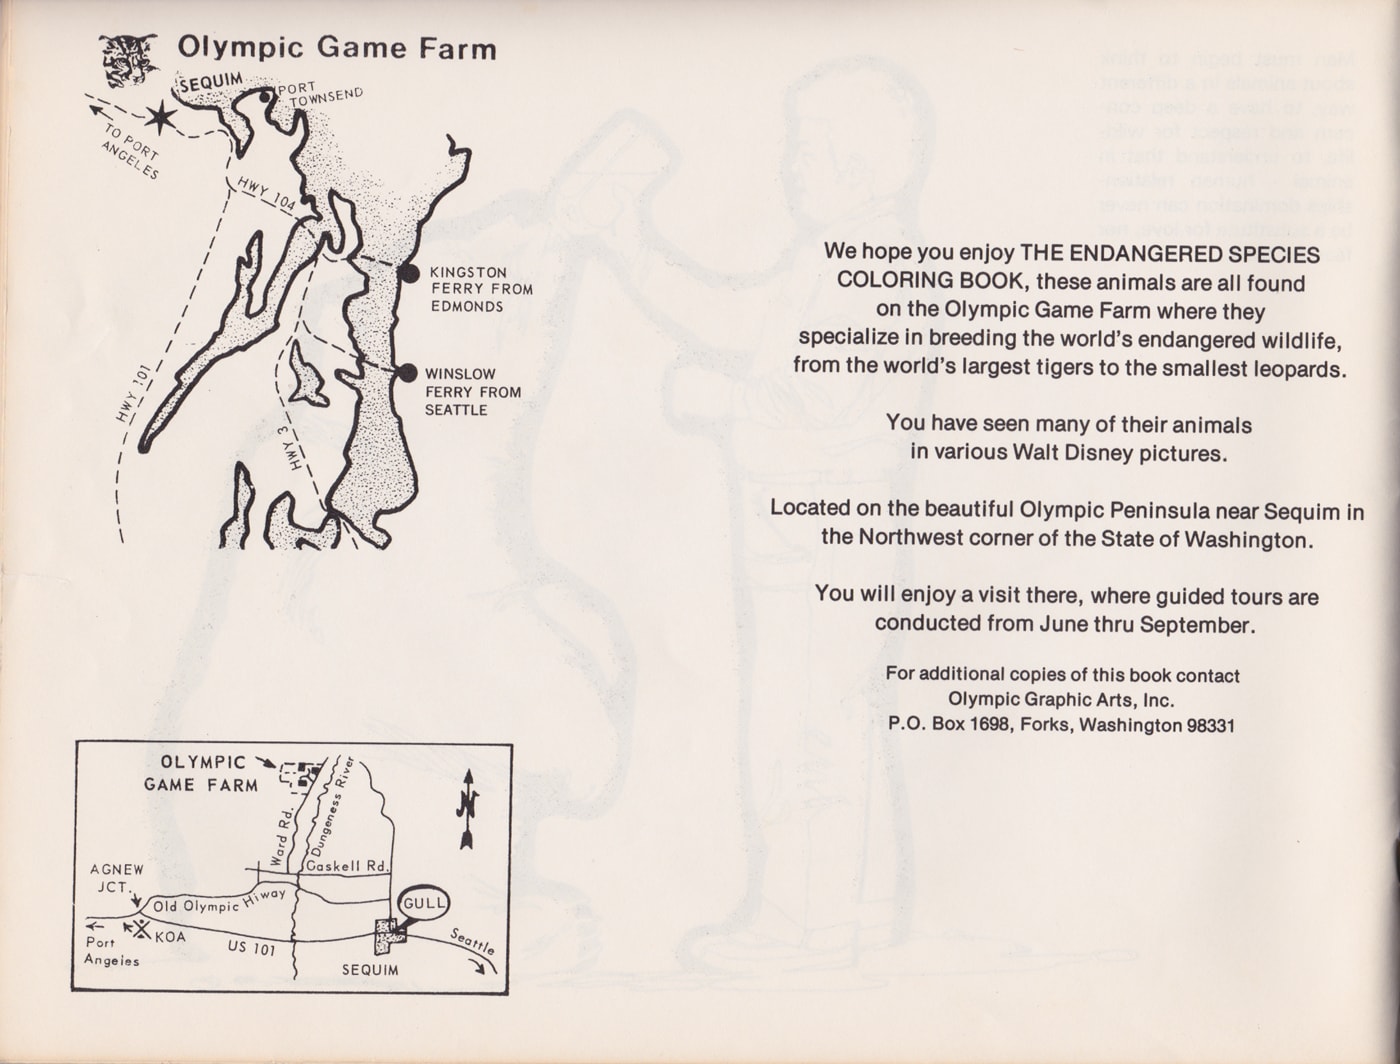 Olympic Game Farm
SEQUIM
PORT
TOWNSEND
TO PORT
ANGELES
HWY 104
KINGSTON
FERRY FROM
EDMONDS
HWY 101
WINSLOW
FERRY FROM
SEATTLE
HWY 3
We hope you enjoy THE ENDANGERED SPECIES
COLORING BOOK, these animals are all found
on the Olympic Game Farm where they
specialize in breeding the world's endangered wildlife,
from the world's largest tigers to the smallest leopards.
You have seen many of their animals
in various Walt Disney pictures.
Located on the beautiful Olympic Peninsula near Sequim in
the Northwest corner of the State of Washington.
You will enjoy a visit there, where guided tours are
conducted from June thru September.
For additional copies of this book contact
Olympic Graphic Arts, Inc.
P.O. Box 1698, Forks, Washington 98331
OLYMPIC
GAME FARM
Ward Rd.
Dungeness River
N
Gaskell Rd.
AGNEW
JCT.
Old Olympic Hiway
GULL
KOA
Port
Angeles
US 101
SEQUIM
Seattle